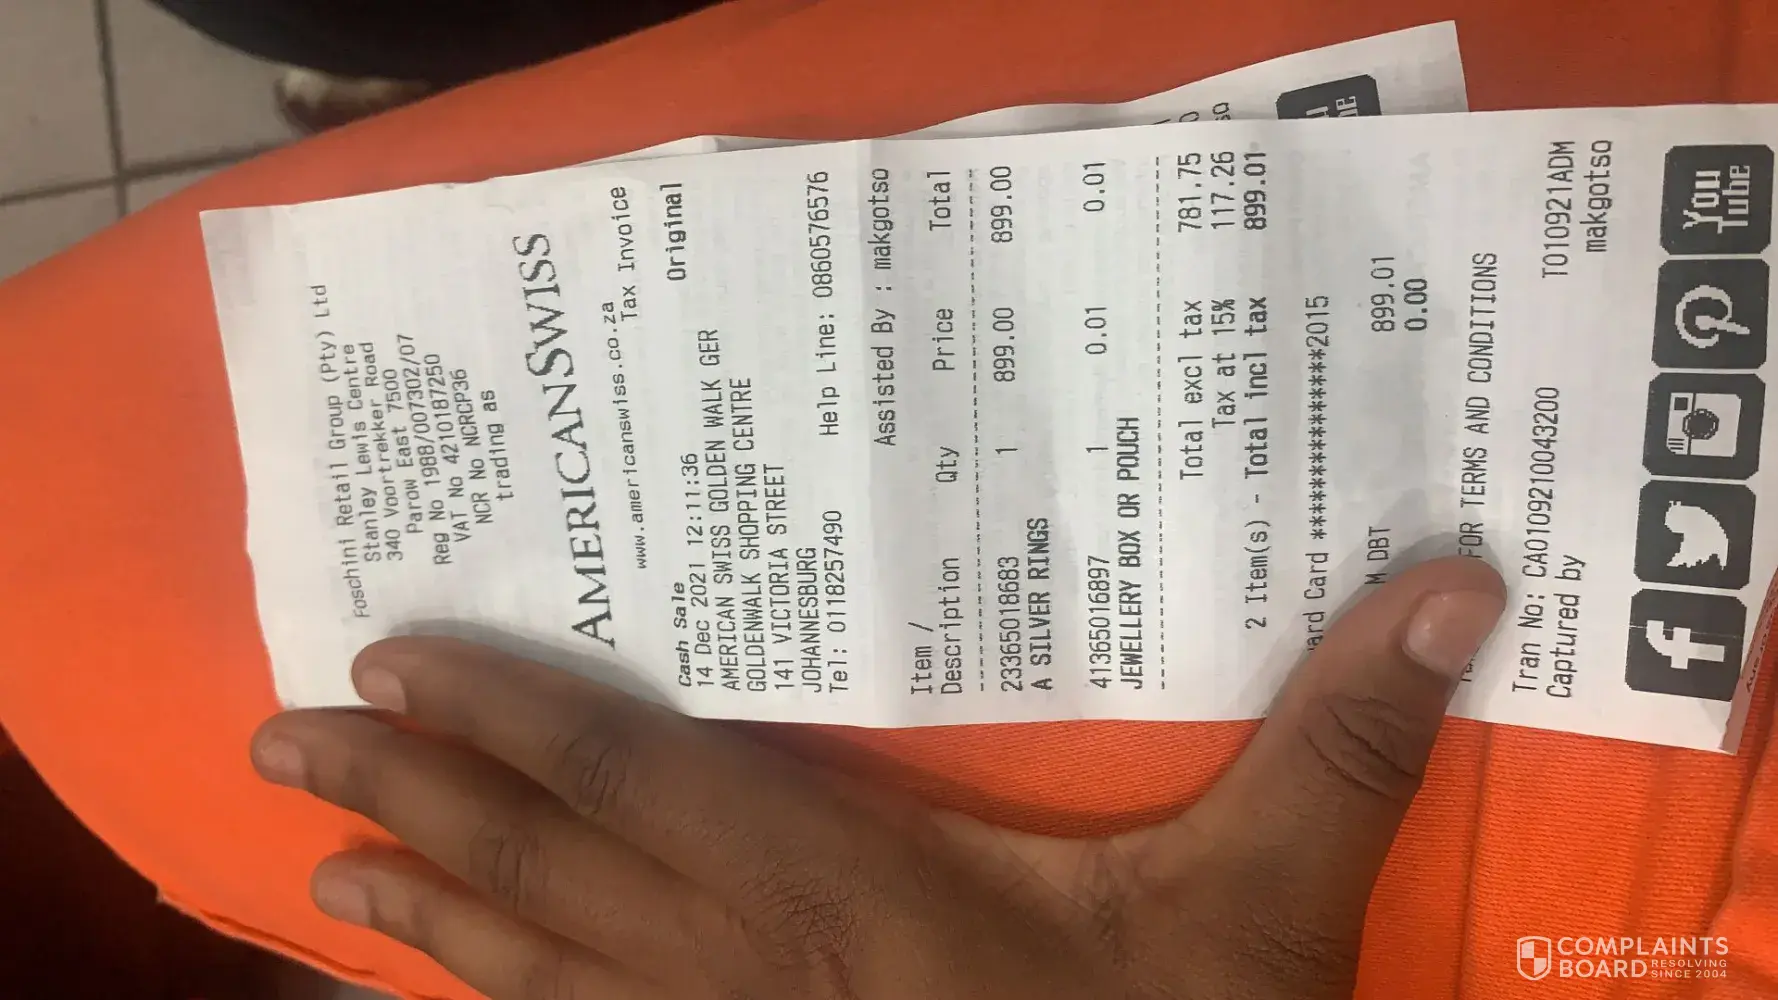 Foschini Retail Group (Pty) Ltd
Stanley Lewis Centre
340 Voortrekker Road
Parow East 7500
Reg No 1988/007302/07
VAT No 4210187250
NCR No NCRCP36
trading as
AMERICANSWISS
www.americanswiss.co.za
Tax Invoice
Original
Cash Sale
14 Dec 2021 12:11:36
AMERICAN SWISS GOLDEN WALK GER
GOLDENWALK SHOPPING CENTRE
141 VICTORIA STREET
JOHANNESBURG
Tel: 0118257490 Help Line: 0860576576
Assisted By : makgotso
Item /
Description Qty Price Total
23365018683 1 899.00 899.00
A SILVER RINGS
41365016897 1 0.01 0.01
JEWELLERY BOX OR POUCH
Total excl tax 781.75
Tax at 15% 117.26
2 Item(s) - Total incl tax 899.01
Card ****************2015
DBT 899.01
0.00
FOR TERMS AND CONDITIONS
Tran No: CA0109210043200 T010921ADM
Captured by makgotso
You
Tube
COMPLAINTS
BOARD RESOLVING
SINCE 2004